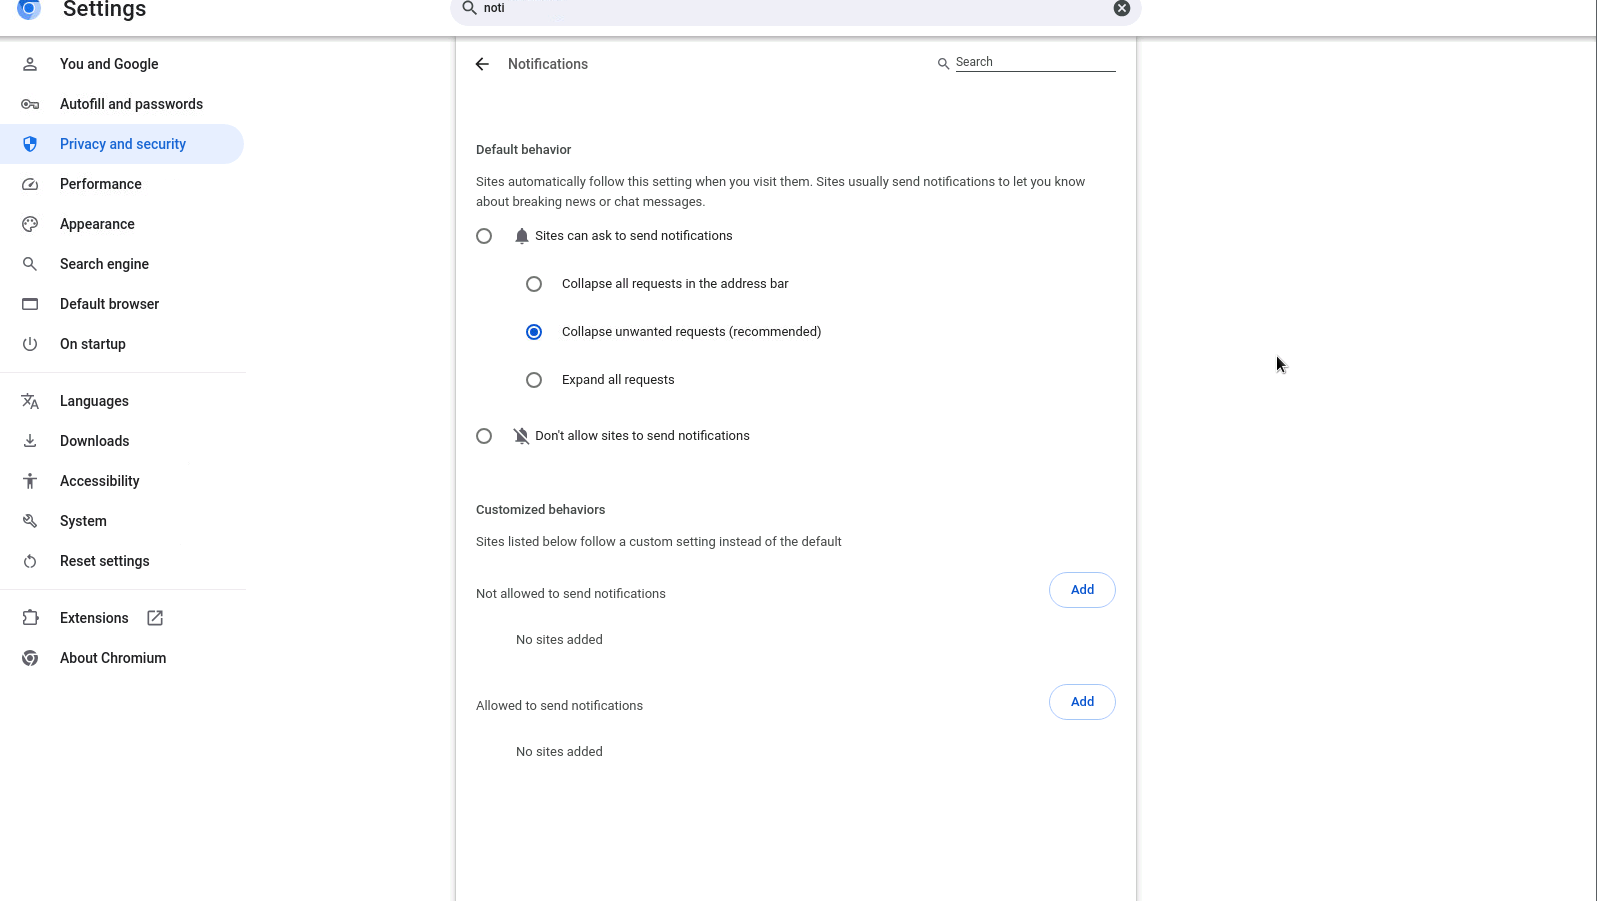 Settings
noti
You and Google
Autofill and passwords
Privacy and security
Performance
Appearance
Search engine
Default browser
On startup
Languages
Downloads
Accessibility
System
Reset settings
Extensions
About Chromium
Notifications
Search
Default behavior
Sites automatically follow this setting when you visit them. Sites usually send notifications to let you know
about breaking news or chat messages.
Sites can ask to send notifications
Collapse all requests in the address bar
Collapse unwanted requests (recommended)
Expand all requests
Don't allow sites to send notifications
Customized behaviors
Sites listed below follow a custom setting instead of the default
Not allowed to send notifications
Add
No sites added
Allowed to send notifications
Add
No sites added